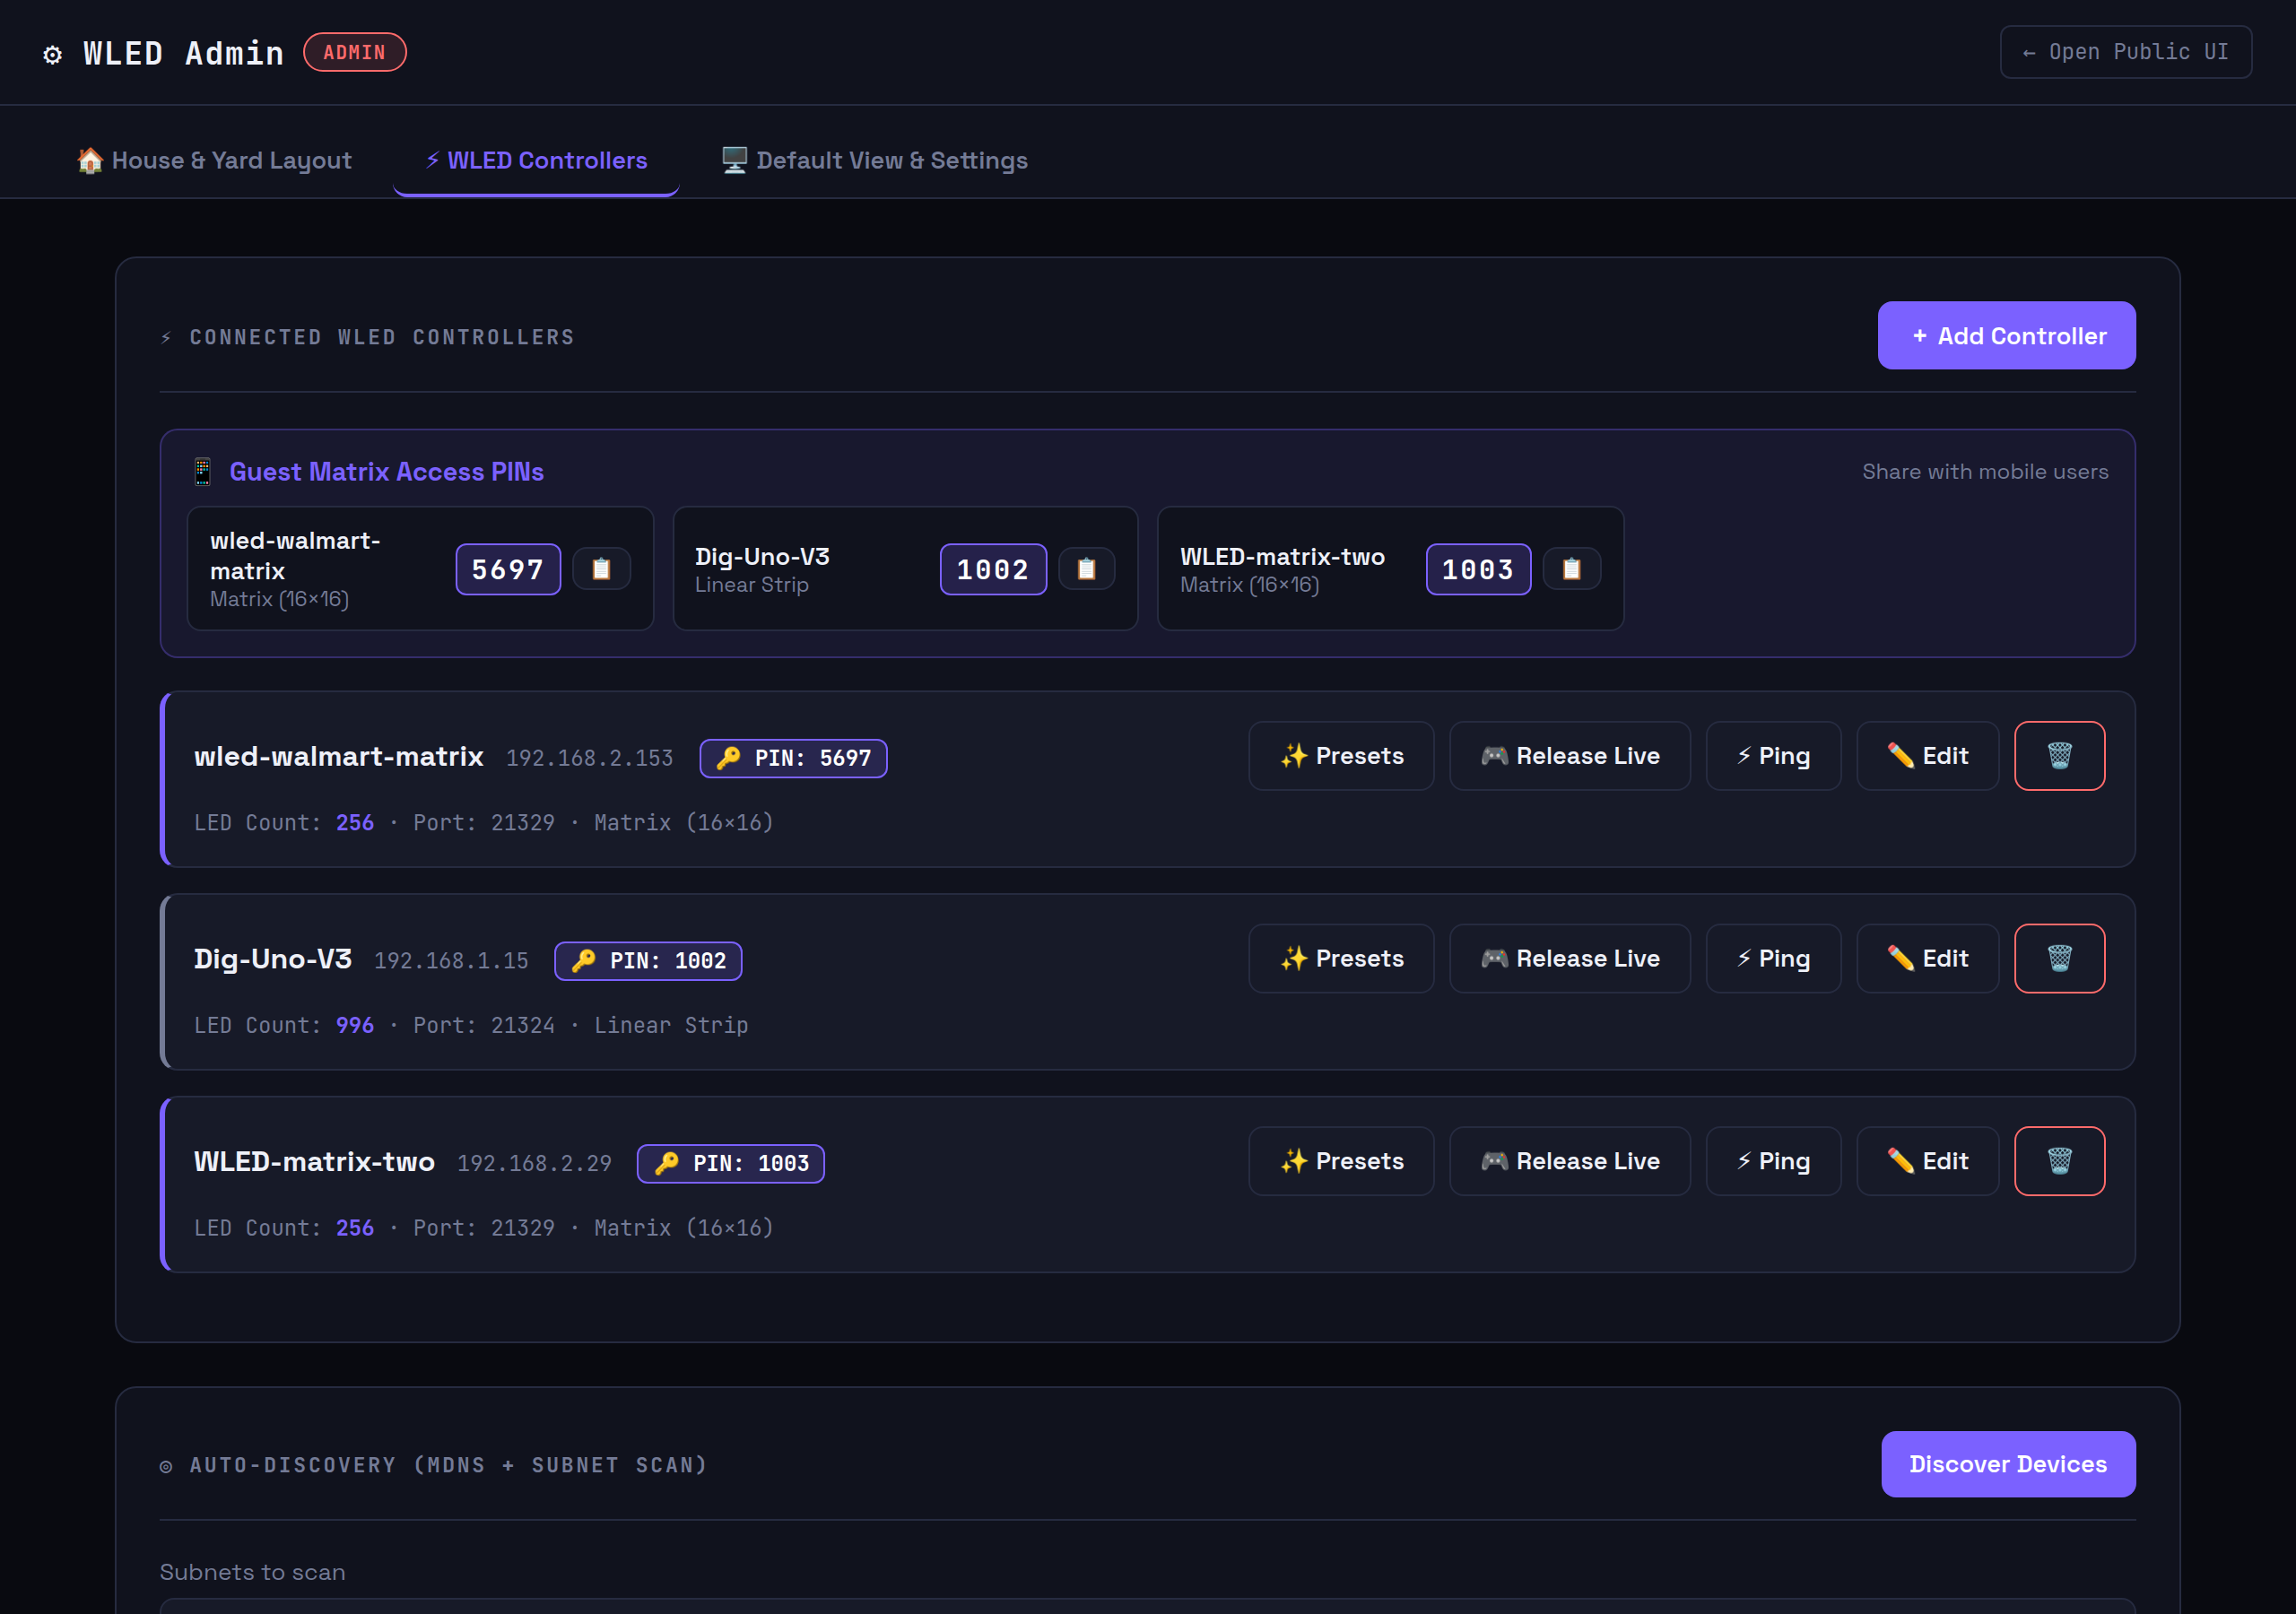 ⚙ WLED Admin ADMIN ← Open Public UI
🏠 House & Yard Layout ⚡ WLED Controllers 🖥️ Default View & Settings
⚡ CONNECTED WLED CONTROLLERS + Add Controller
📱 Guest Matrix Access PINs Share with mobile users
wled-walmart-
matrix
Matrix (16×16)
5697 📋
Dig-Uno-V3
Linear Strip
1002 📋
WLED-matrix-two
Matrix (16×16)
1003 📋
wled-walmart-matrix 192.168.2.153 🔑 PIN: 5697 ✨ Presets 🎮 Release Live ⚡ Ping ✏️ Edit 🗑️
LED Count: 256 · Port: 21329 · Matrix (16×16)
Dig-Uno-V3 192.168.1.15 🔑 PIN: 1002 ✨ Presets 🎮 Release Live ⚡ Ping ✏️ Edit 🗑️
LED Count: 996 · Port: 21324 · Linear Strip
WLED-matrix-two 192.168.2.29 🔑 PIN: 1003 ✨ Presets 🎮 Release Live ⚡ Ping ✏️ Edit 🗑️
LED Count: 256 · Port: 21329 · Matrix (16×16)
◎ AUTO-DISCOVERY (MDNS + SUBNET SCAN) Discover Devices
Subnets to scan